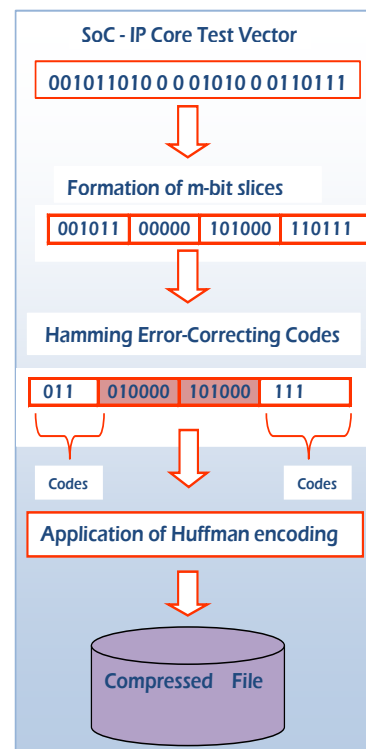 SoC - IP Core Test Vector
001011010 0 0 01010 0 0110111
Formation of m-bit slices
001011 00000 101000 110111
Hamming Error-Correcting Codes
011 010000 101000 111
Codes Codes
Application of Huffman encoding
Compressed File